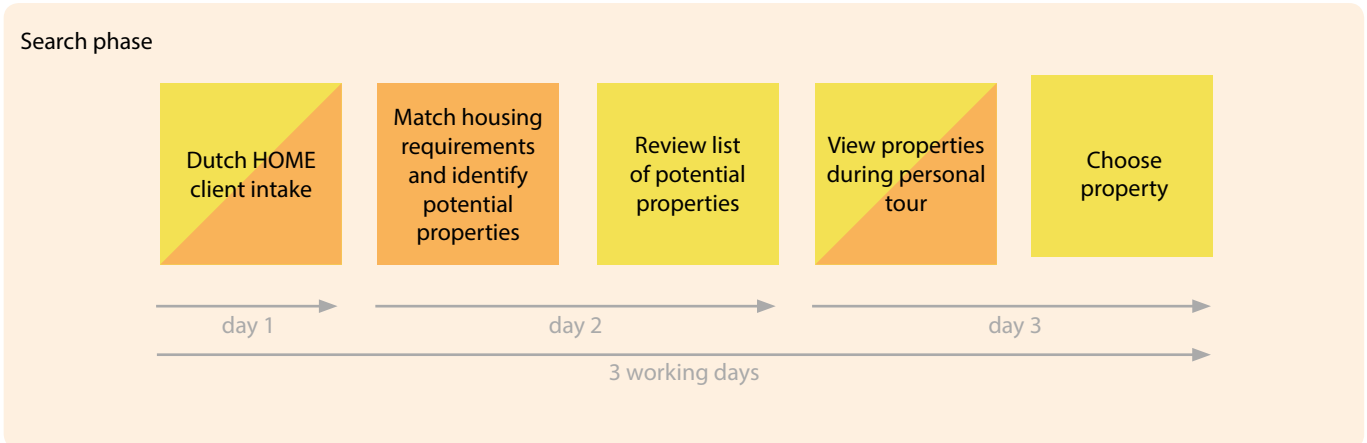 Search phase
Dutch HOME
client intake
Match housing
requirements
and identify
potential
properties
Review list
of potential
properties
View properties
during personal
tour
Choose
property
day 1
day 2
day 3
3 working days